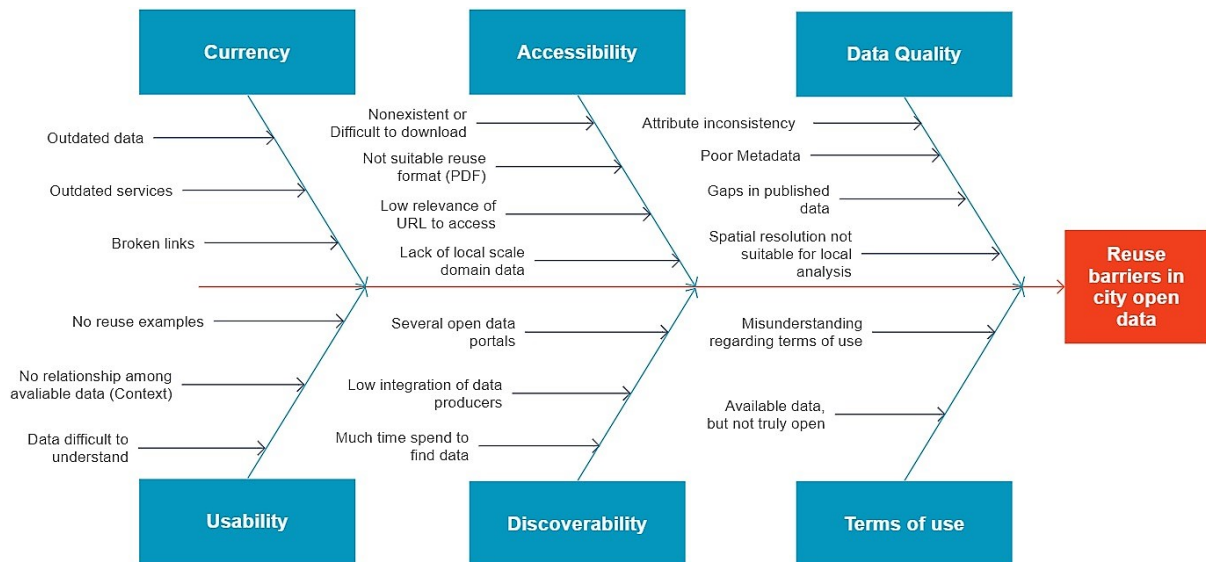 Currency
Accessibility
Data Quality
Outdated data
Outdated services
Broken links
Nonexistent or
Difficult to download
Not suitable reuse
format (PDF)
Low relevance of
URL to access
Lack of local scale
domain data
Attribute inconsistency
Poor Metadata
Gaps in published
data
Spatial resolution not
suitable for local
analysis
Reuse
barriers in
city open
data
No reuse examples
No relationship among
avaliable data (Context)
Data difficult to
understand
Several open data
portals
Low integration of data
producers
Much time spend to
find data
Misunderstanding
regarding terms of use
Available data,
but not truly open
Usability
Discoverability
Terms of use